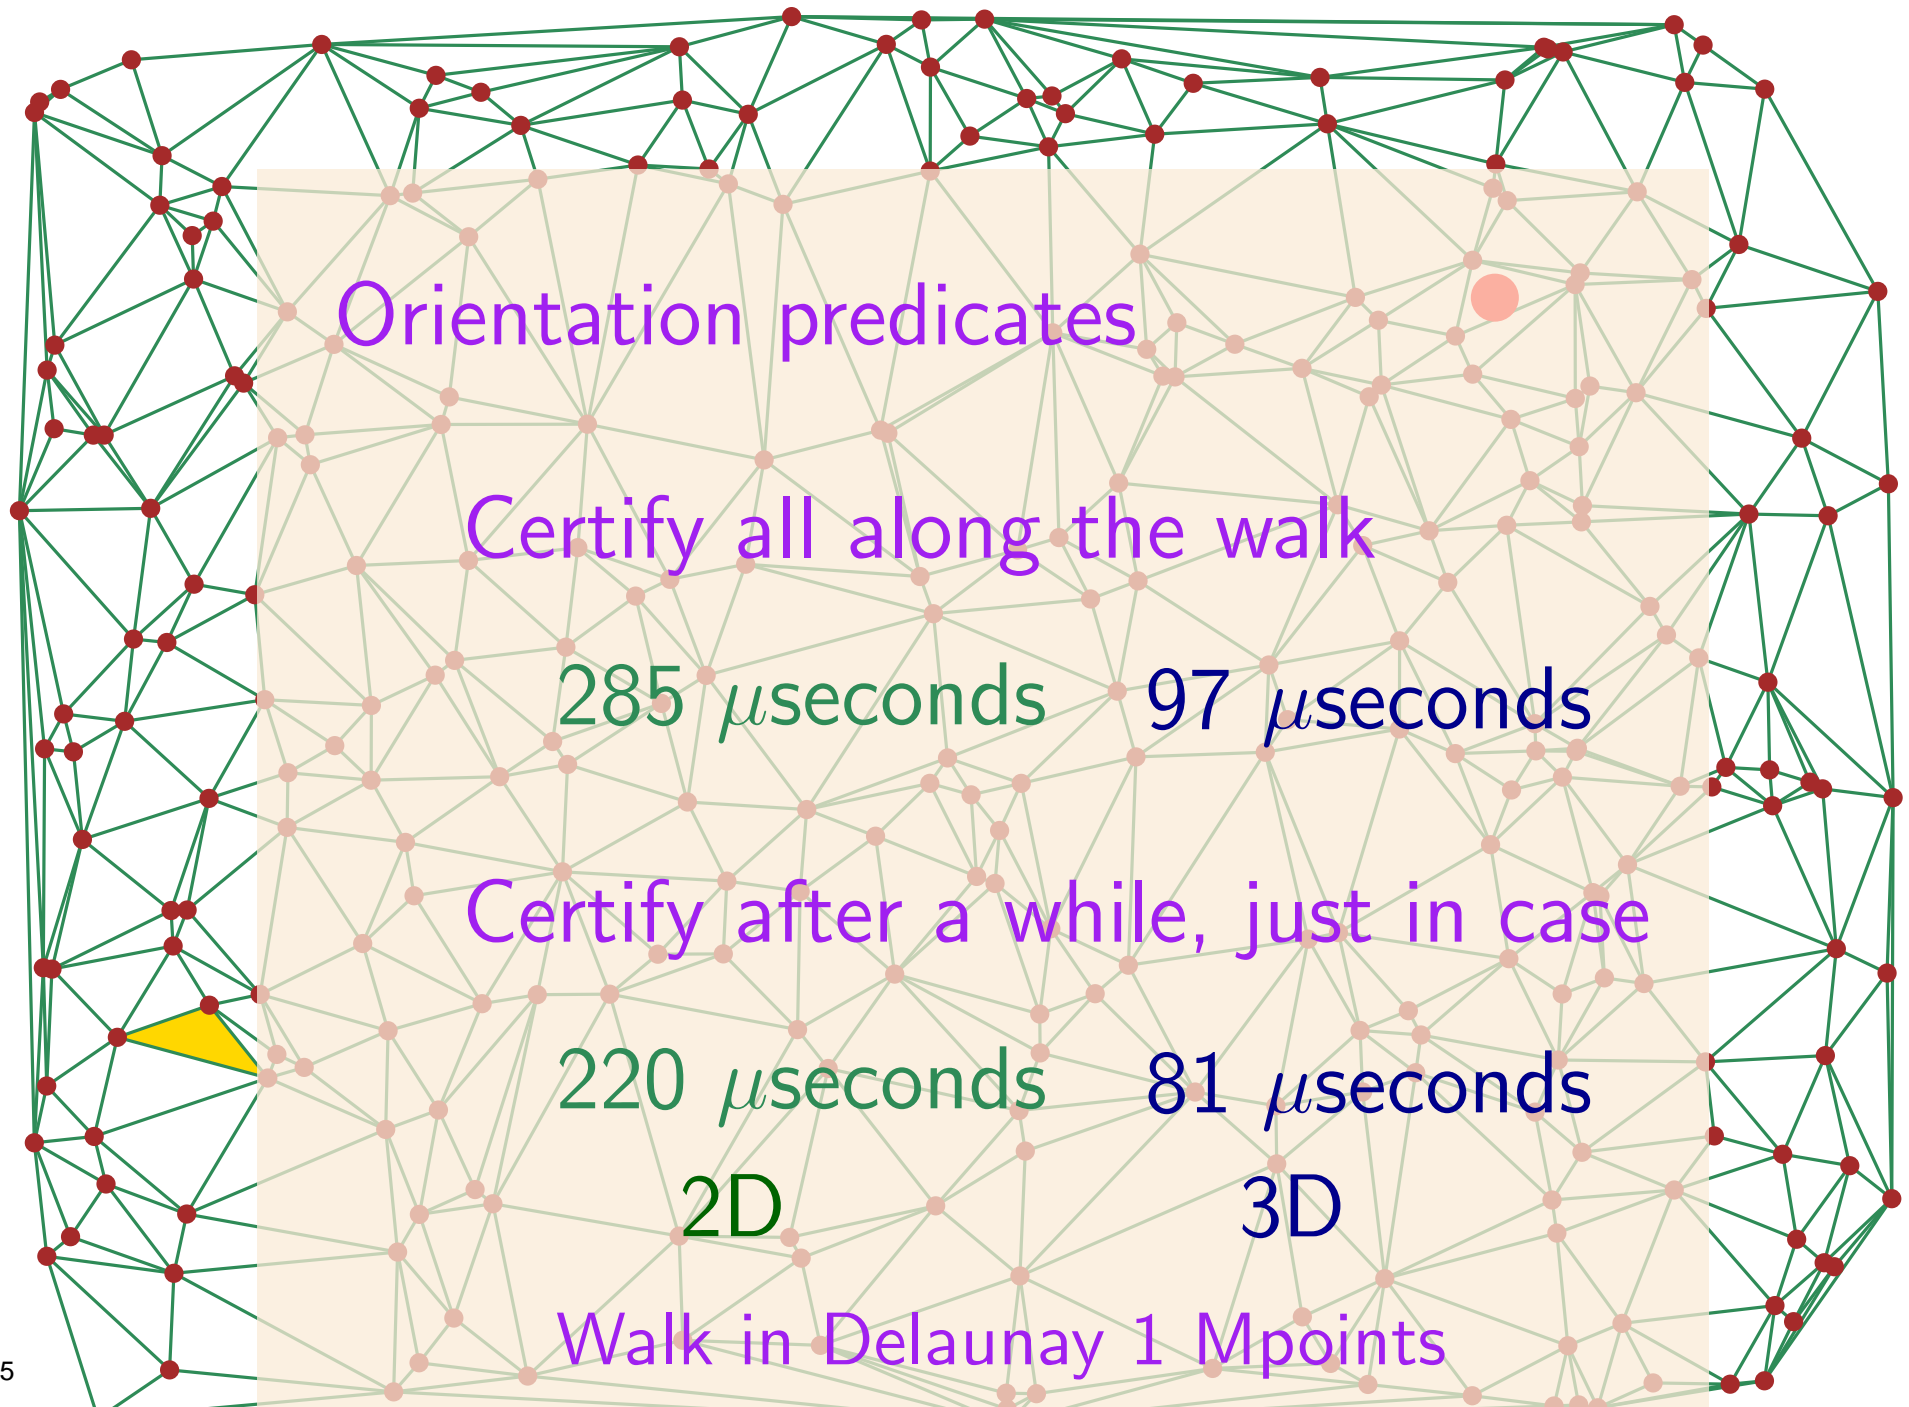 Orientation predicates
Certify all along the walk
285 μseconds 97 μseconds
Certify after a while, just in case
220 μseconds 81 μseconds
2D 3D
Walk in Delaunay 1 Mpoints
5